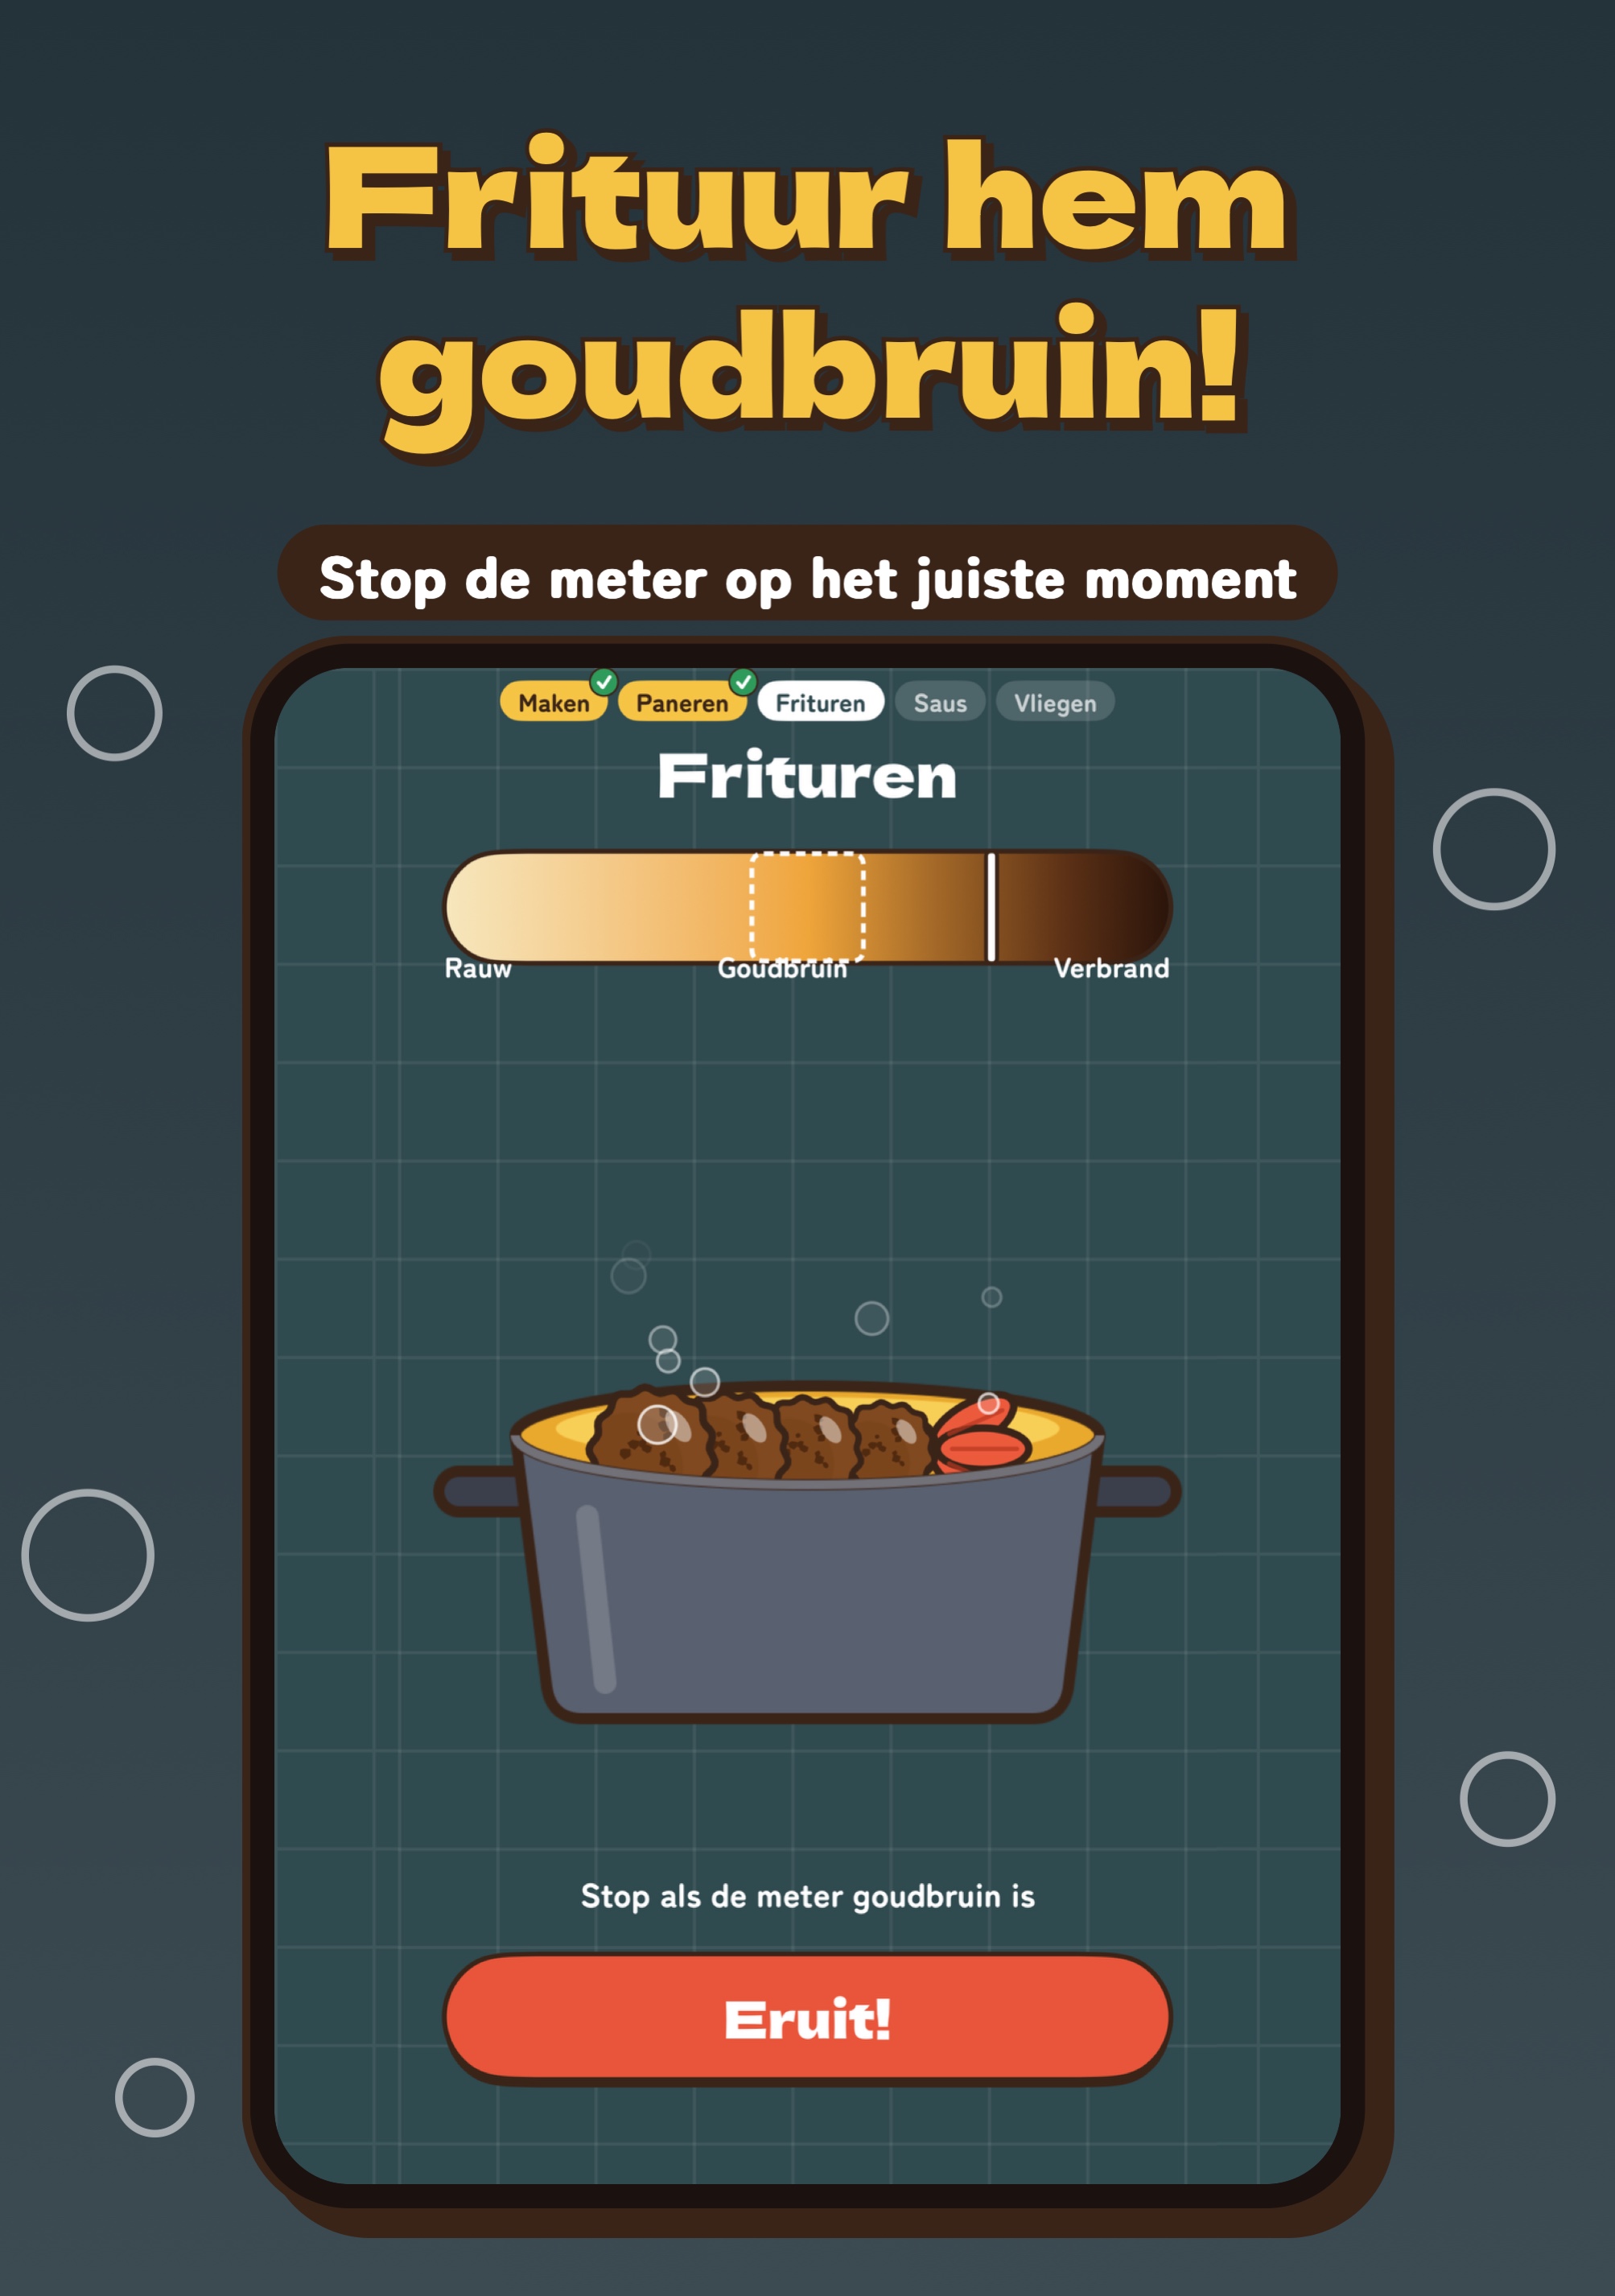 Frituur hem
goudbruin!
Stop de meter op het juiste moment
Maken Paneren Frituren Saus Vliegen
Frituren
Rauw Goudbruin Verbrand
Stop als de meter goudbruin is
Eruit!